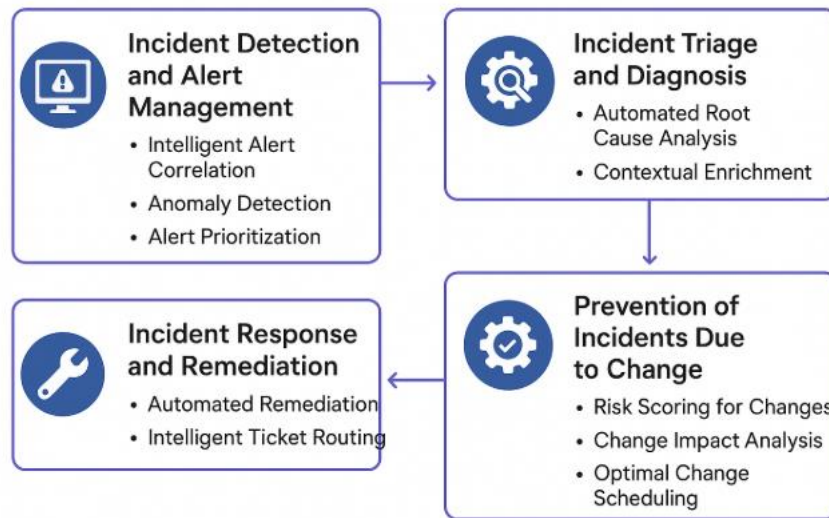 Incident Detection
and Alert
Management
• Intelligent Alert
Correlation
• Anomaly Detection
• Alert Prioritization
Incident Triage
and Diagnosis
• Automated Root
Cause Analysis
• Contextual Enrichment
Prevention of
Incidents Due
to Change
• Risk Scoring for Changes
• Change Impact Analysis
• Optimal Change
Scheduling
Incident Response
and Remediation
• Automated Remediation
• Intelligent Ticket Routing